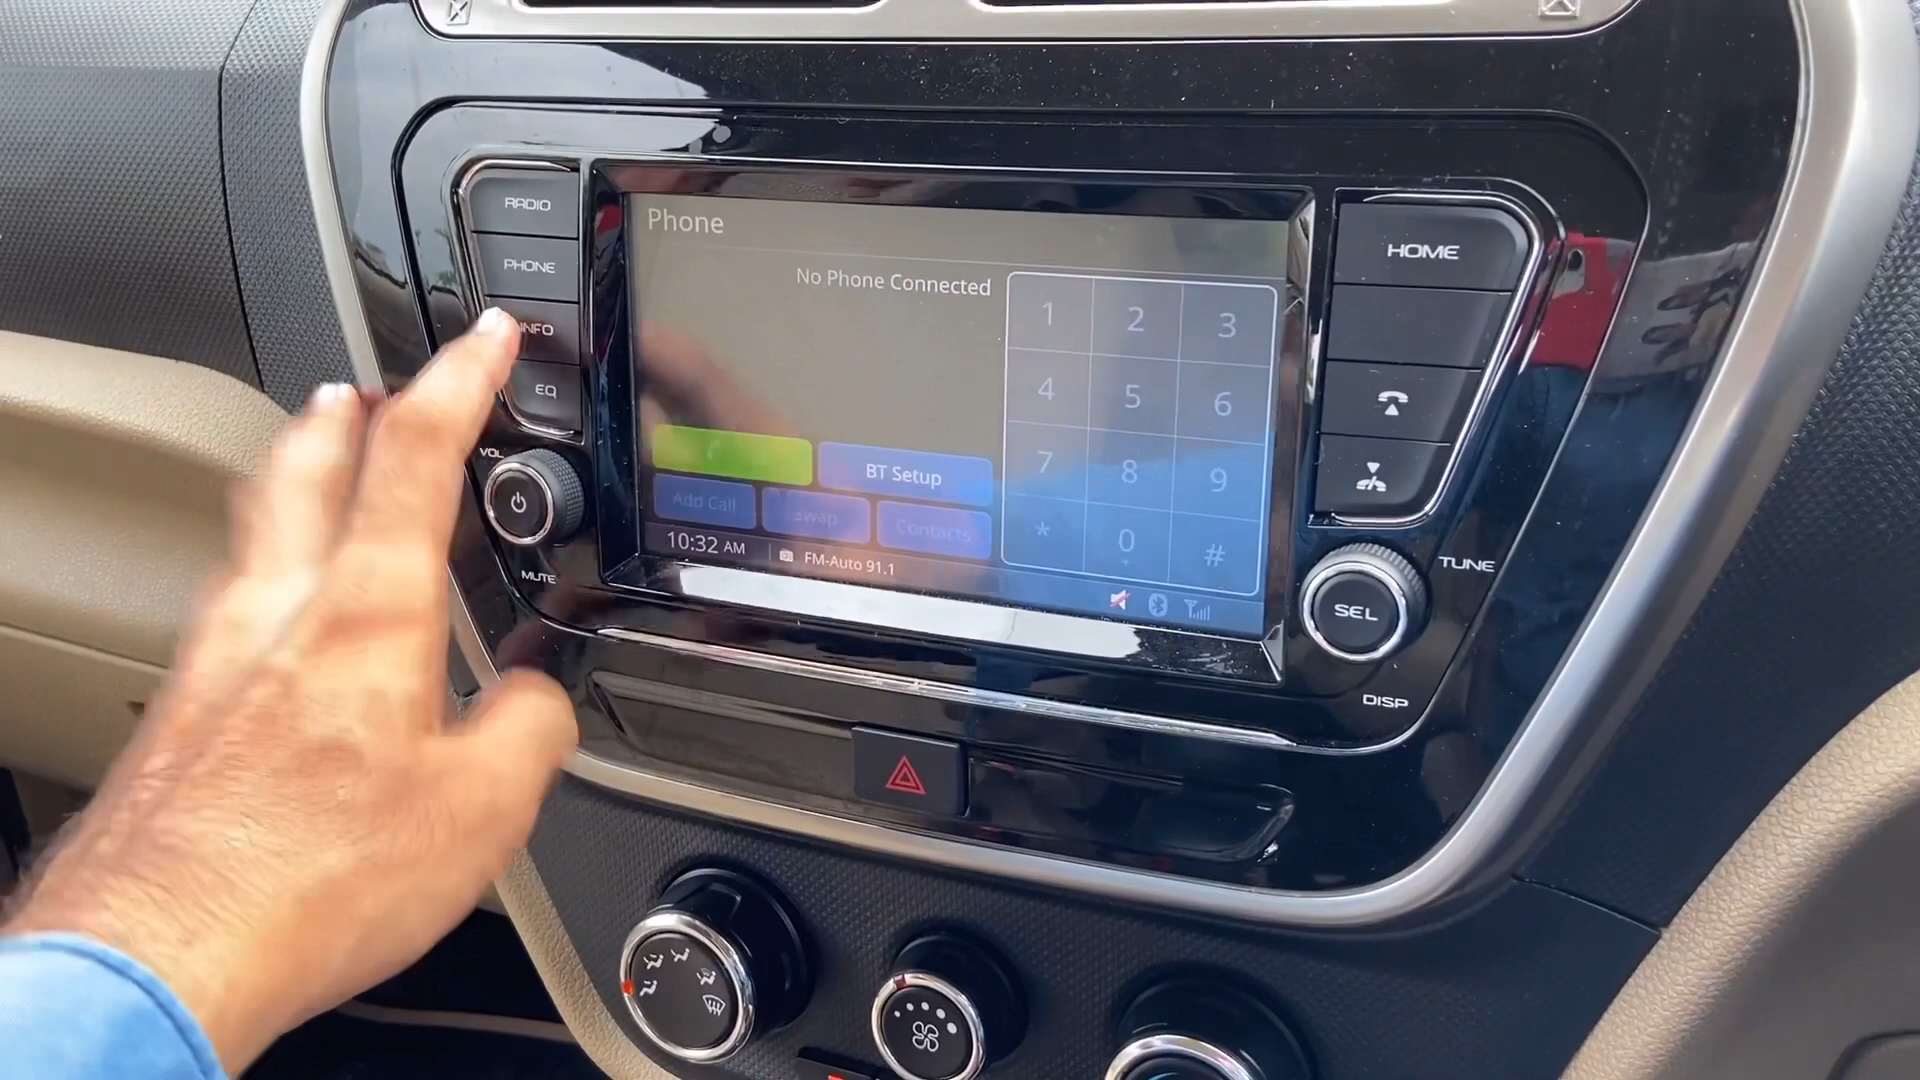 RADIO
PHONE
INFO
EQ
VOL
MUTE
Phone
No Phone Connected
1 2 3
4 5 6
7 8 9
* 0 #
+
BT Setup
Add Call Swap Contacts
10:32 AM FM-Auto 91.1
HOME
TUNE
SEL
DISP